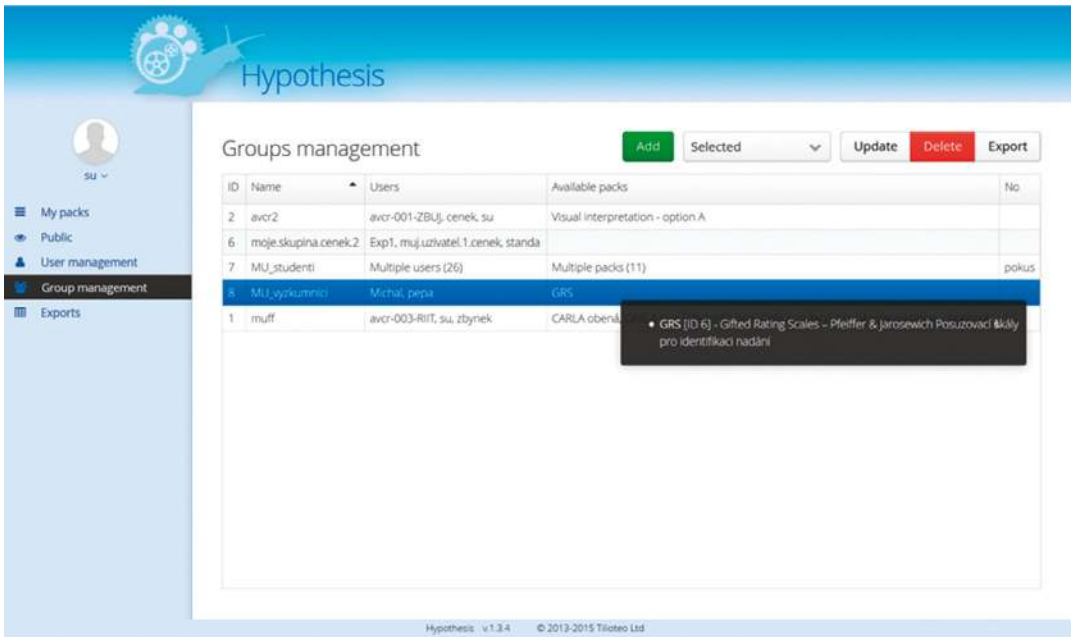 Hypothesis
su
My packs
Public
User management
Group management
Exports
Groups management
Add Selected Update Delete Export
ID Name Users Available packs No
2 avcr2 avcr-001-ZBUJ, cenek, su Visual interpretation - option A
6 moje.skupina.cenek.2 Exp1, muj.uzivatel.1.cenek, standa
7 MU_studenti Multiple users (26) Multiple packs (11) pokus
8 MU_vyzkumnici Michal, pepa GRS
1 muff avcr-003-RIIT, su, zbynek CARLA obená,
• GRS [ID 6] - Gifted Rating Scales – Pfeiffer & Jarosewich Posuzovací škály
pro identifikaci nadání
Hypothesis v.1.3.4 © 2013-2015 Tilioteo Ltd